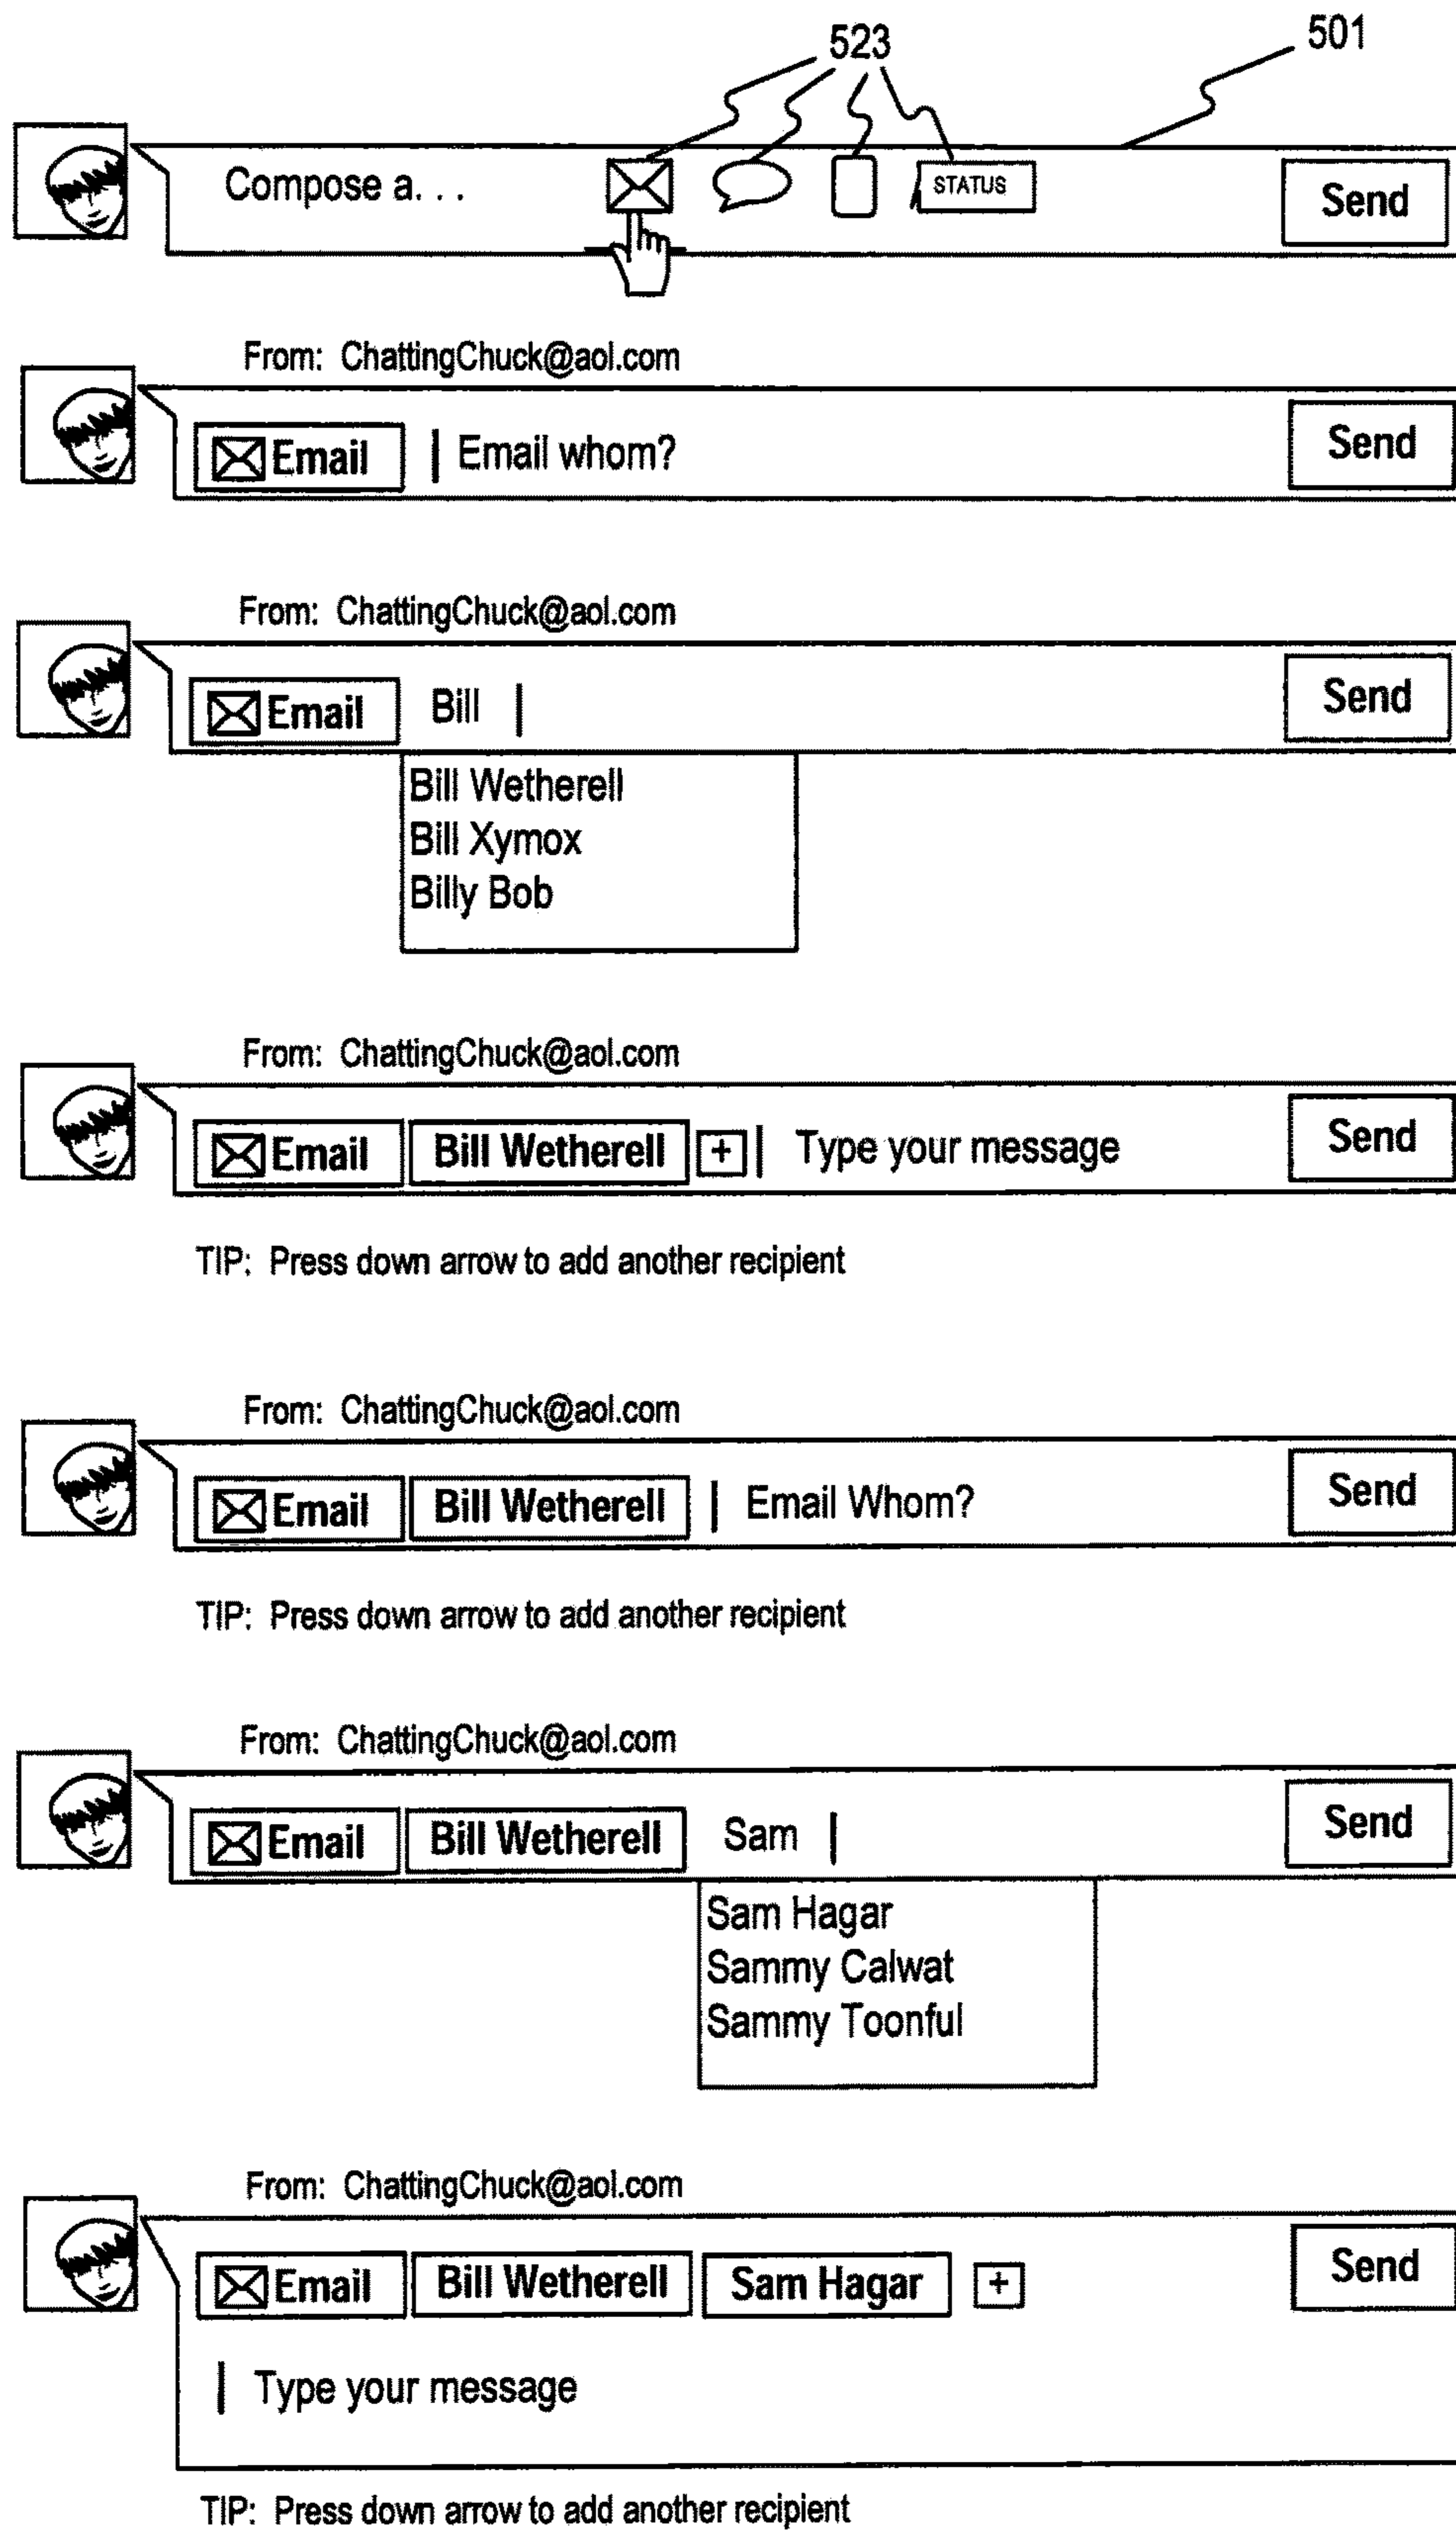 523
501
Compose a. . .
STATUS
Send
From: ChattingChuck@aol.com
Email
Email whom?
Send
From: ChattingChuck@aol.com
Email
Bill
Send
Bill Wetherell
Bill Xymox
Billy Bob
From: ChattingChuck@aol.com
Email
Bill Wetherell
+
Type your message
Send
TIP: Press down arrow to add another recipient
From: ChattingChuck@aol.com
Email
Bill Wetherell
Email Whom?
Send
TIP: Press down arrow to add another recipient
From: ChattingChuck@aol.com
Email
Bill Wetherell
Sam
Send
Sam Hagar
Sammy Calwat
Sammy Toonful
From: ChattingChuck@aol.com
Email
Bill Wetherell
Sam Hagar
+
Send
Type your message
TIP: Press down arrow to add another recipient